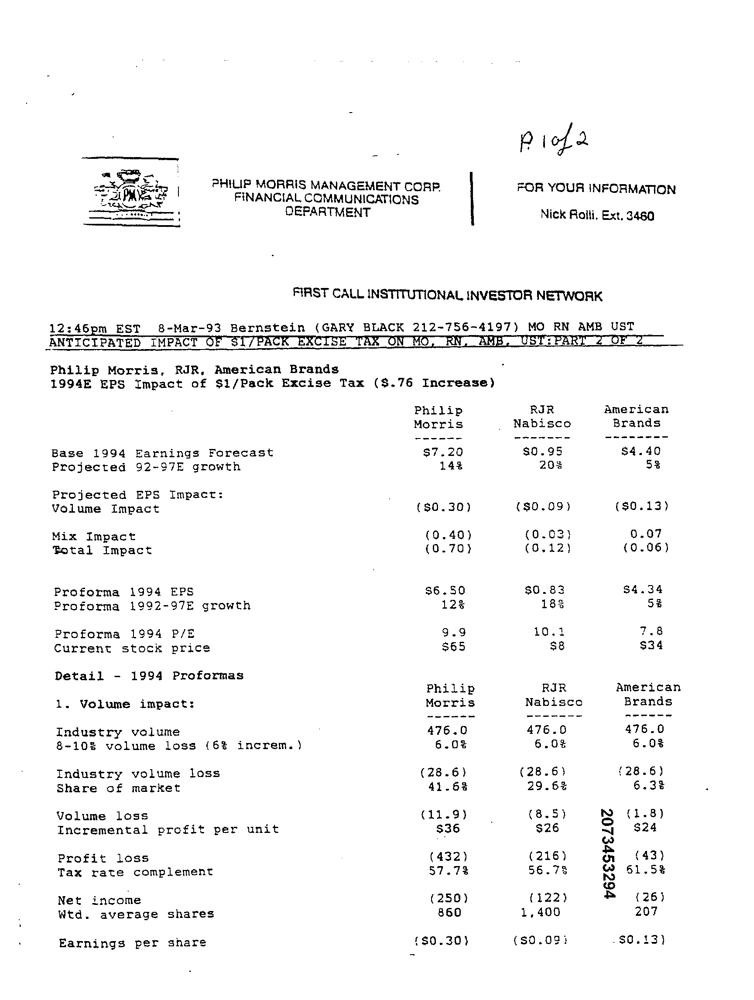 P. 1 of 2
PM
PHILIP MORRIS MANAGEMENT CORP.
FINANCIAL COMMUNICATIONS
DEPARTMENT
FOR YOUR INFORMATION
Nick Rolli, Ext. 3460
FIRST CALL INSTITUTIONAL INVESTOR NETWORK
12:46pm EST 8-Mar-93 Bernstein (GARY BLACK 212-756-4197) MO RN AMB UST
ANTICIPATED IMPACT OF $1/PACK EXCISE TAX ON MO, RN, AMB, UST:PART 2 OF 2
Philip Morris, RJR, American Brands
1994E EPS Impact of $1/Pack Excise Tax ($.76 Increase)
Philip RJR American
Morris Nabisco Brands
------ ------- --------
Base 1994 Earnings Forecast $7.20 $0.95 $4.40
Projected 92-97E growth 14% 20% 5%
Projected EPS Impact:
Volume Impact ($0.30) ($0.09) ($0.13)
Mix Impact (0.40) (0.03) 0.07
Total Impact (0.70) (0.12) (0.06)
Proforma 1994 EPS $6.50 $0.83 $4.34
Proforma 1992-97E growth 12% 18% 5%
Proforma 1994 P/E 9.9 10.1 7.8
Current stock price $65 $8 $34
Detail - 1994 Proformas
Philip RJR American
1. Volume impact: Morris Nabisco Brands
------ ------- ------
Industry volume 476.0 476.0 476.0
8-10% volume loss (6% increm.) 6.0% 6.0% 6.0%
Industry volume loss (28.6) (28.6) (28.6)
Share of market 41.6% 29.6% 6.3%
Volume loss (11.9) (8.5) (1.8)
Incremental profit per unit $36 $26 $24
Profit loss (432) (216) (43)
Tax rate complement 57.7% 56.7% 61.5%
Net income (250) (122) (26)
Wtd. average shares 860 1,400 207
Earnings per share ($0.30) ($0.09) $0.13)
2073453294